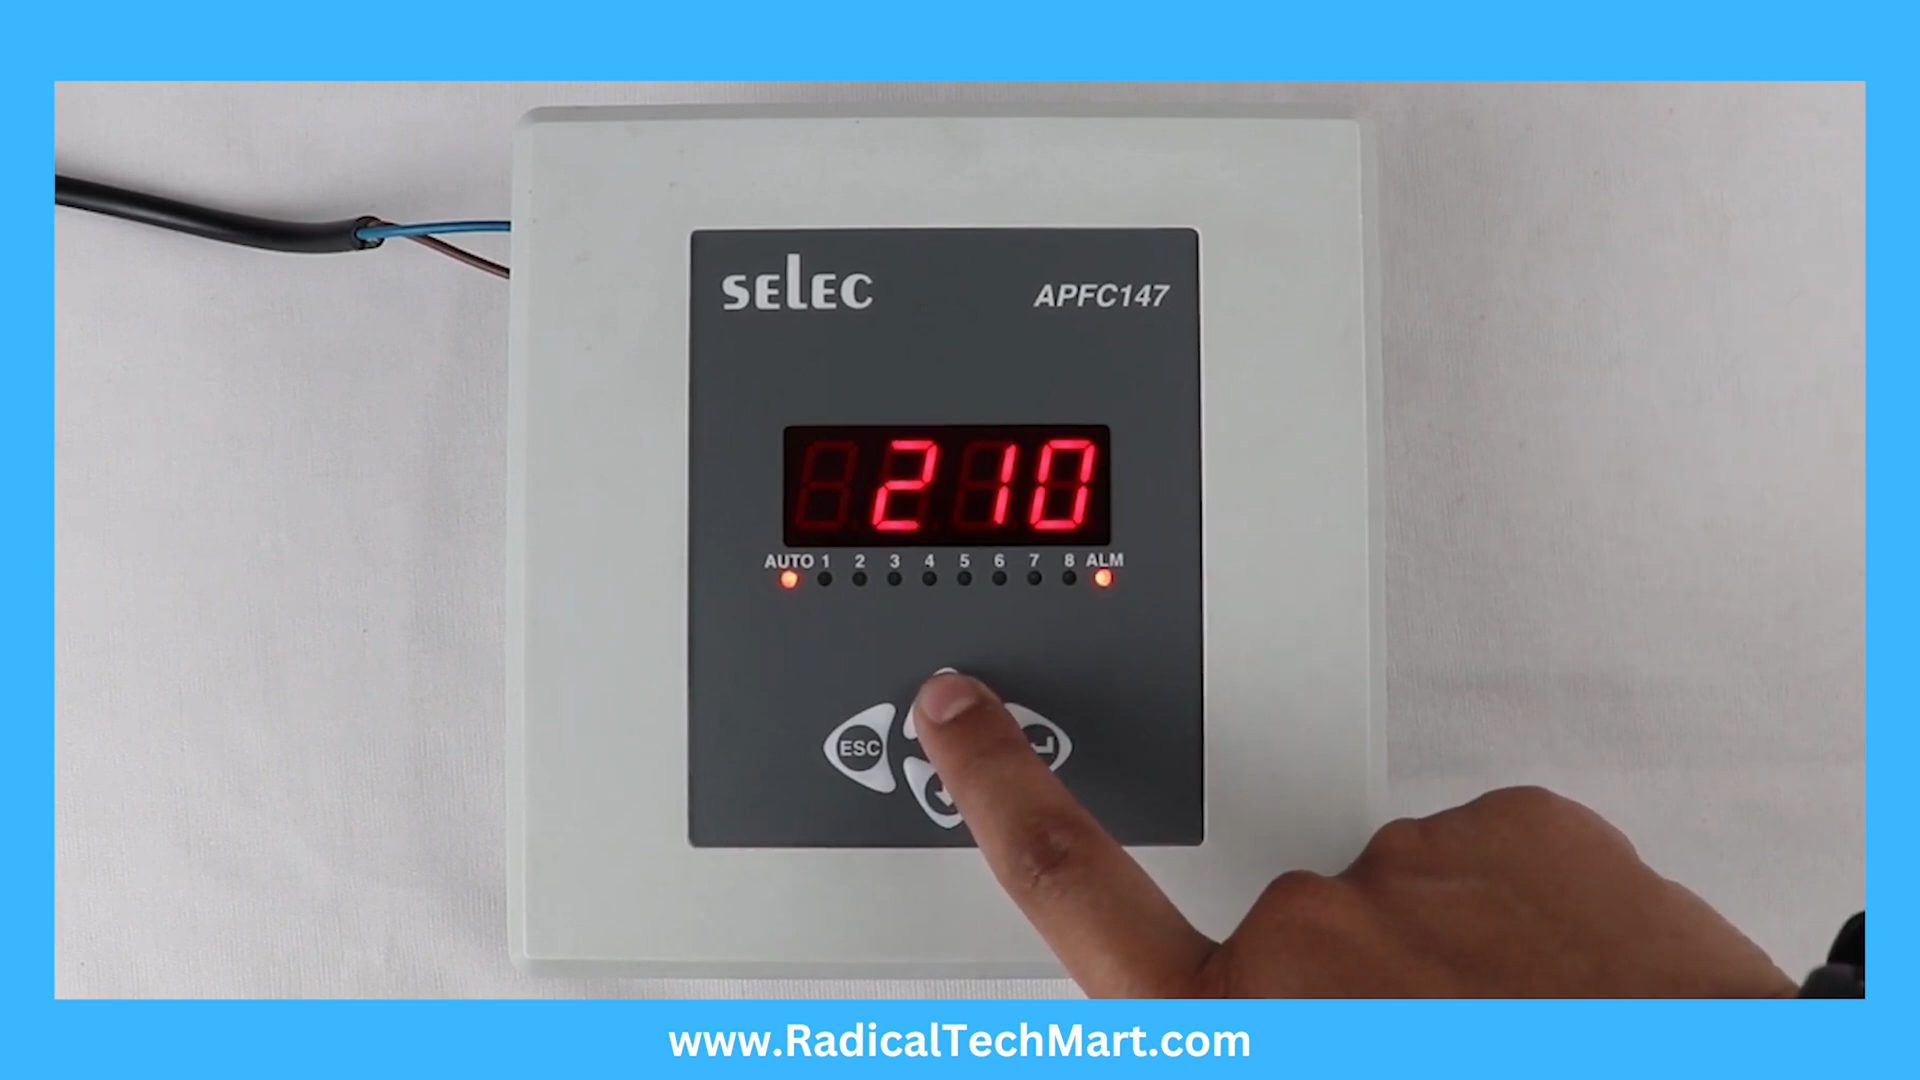 SELEC
APFC147
210
AUTO 1 2 3 4 5 6 7 8 ALM
ESC
www.RadicalTechMart.com